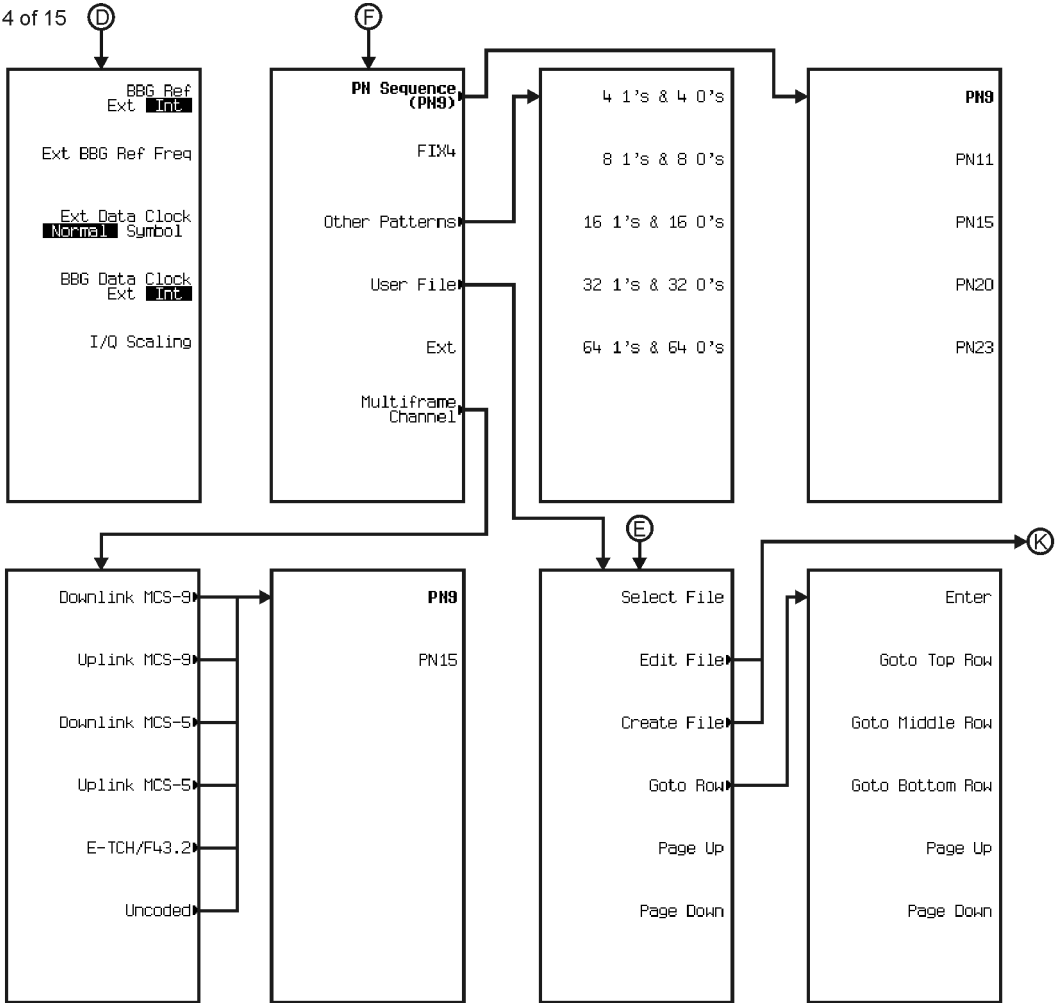 4 of 15
D
F
BBG Ref
Ext Int
Ext BBG Ref Freq
Ext Data Clock
Normal Symbol
BBG Data Clock
Ext Int
I/Q Scaling
PN Sequence
(PN9)
FIX4
Other Patterns
User File
Ext
Multiframe
Channel
4 1's & 4 0's
8 1's & 8 0's
16 1's & 16 0's
32 1's & 32 0's
64 1's & 64 0's
PN9
PN11
PN15
PN20
PN23
E
K
Downlink MCS-9
Uplink MCS-9
Downlink MCS-5
Uplink MCS-5
E-TCH/F43.2
Uncoded
PN9
PN15
Select File
Edit File
Create File
Goto Row
Page Up
Page Down
Enter
Goto Top Row
Goto Middle Row
Goto Bottom Row
Page Up
Page Down